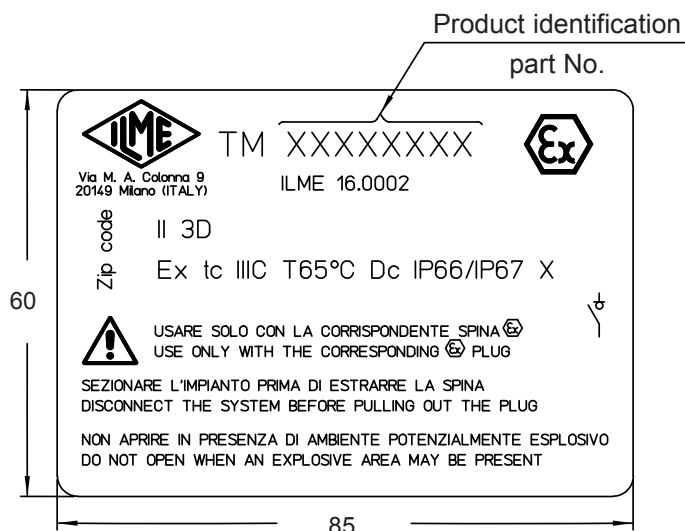 Product identification
part No.
ILME
TM XXXXXXXX
Ex
Via M. A. Colonna 9
20149 Milano (ITALY)
ILME 16.0002
Zip code
II 3D
Ex tc IIIC T65°C Dc IP66/IP67 X
60
USARE SOLO CON LA CORRISPONDENTE SPINA Ex
USE ONLY WITH THE CORRESPONDING Ex PLUG
SEZIONARE L'IMPIANTO PRIMA DI ESTRARRE LA SPINA
DISCONNECT THE SYSTEM BEFORE PULLING OUT THE PLUG
NON APRIRE IN PRESENZA DI AMBIENTE POTENZIALMENTE ESPLOSIVO
DO NOT OPEN WHEN AN EXPLOSIVE AREA MAY BE PRESENT
85